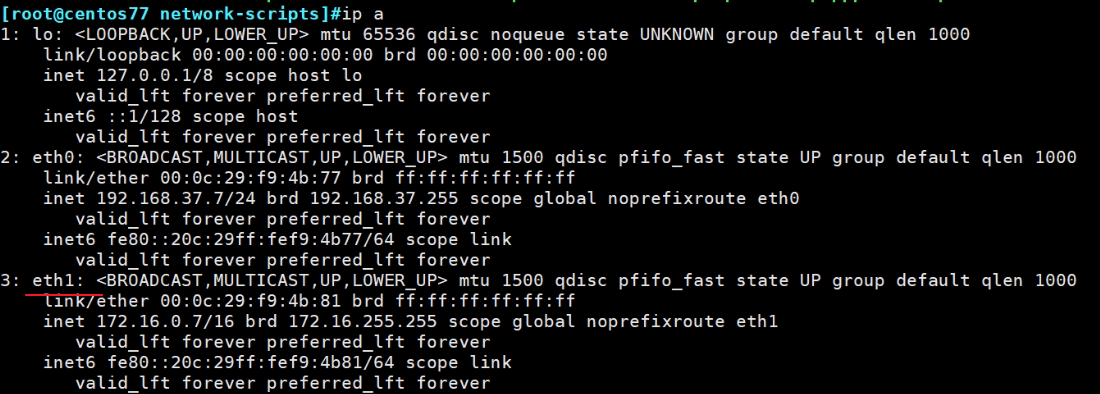 [root@centos77 network-scripts]#ip a
1: lo: <LOOPBACK,UP,LOWER_UP> mtu 65536 qdisc noqueue state UNKNOWN group default qlen 1000
    link/loopback 00:00:00:00:00:00 brd 00:00:00:00:00:00
    inet 127.0.0.1/8 scope host lo
       valid_lft forever preferred_lft forever
    inet6 ::1/128 scope host
       valid_lft forever preferred_lft forever
2: eth0: <BROADCAST,MULTICAST,UP,LOWER_UP> mtu 1500 qdisc pfifo_fast state UP group default qlen 1000
    link/ether 00:0c:29:f9:4b:77 brd ff:ff:ff:ff:ff:ff
    inet 192.168.37.7/24 brd 192.168.37.255 scope global noprefixroute eth0
       valid_lft forever preferred_lft forever
    inet6 fe80::20c:29ff:fef9:4b77/64 scope link
       valid_lft forever preferred_lft forever
3: eth1: <BROADCAST,MULTICAST,UP,LOWER_UP> mtu 1500 qdisc pfifo_fast state UP group default qlen 1000
    link/ether 00:0c:29:f9:4b:81 brd ff:ff:ff:ff:ff:ff
    inet 172.16.0.7/16 brd 172.16.255.255 scope global noprefixroute eth1
       valid_lft forever preferred_lft forever
    inet6 fe80::20c:29ff:fef9:4b81/64 scope link
       valid_lft forever preferred_lft forever